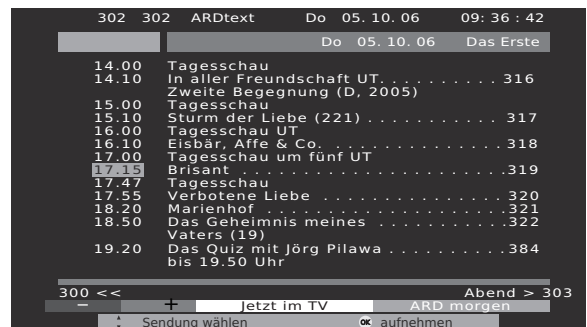 302 302 ARDtext Do 05. 10. 06 09: 36 : 42
Do 05. 10. 06 Das Erste
14.00 Tagesschau
14.10 In aller Freundschaft UT. . . . . . . . . . . 316
Zweite Begegnung (D, 2005)
15.00 Tagesschau
15.10 Sturm der Liebe (221) . . . . . . . . . . . . 317
16.00 Tagesschau UT
16.10 Eisbär, Affe & Co. . . . . . . . . . . . . . . . 318
17.00 Tagesschau um fünf UT
17.15 Brisant . . . . . . . . . . . . . . . . . . . . . . .319
17.47 Tagesschau
17.55 Verbotene Liebe . . . . . . . . . . . . . . . . 320
18.20 Marienhof . . . . . . . . . . . . . . . . . . . . .321
18.50 Das Geheimnis meines . . . . . . . . . . .322
Vaters (19)
19.20 Das Quiz mit Jörg Pilawa . . . . . . . . . .384
bis 19.50 Uhr
300 << Abend > 303
− + Jetzt im TV ARD morgen
Sendung wählen OK aufnehmen